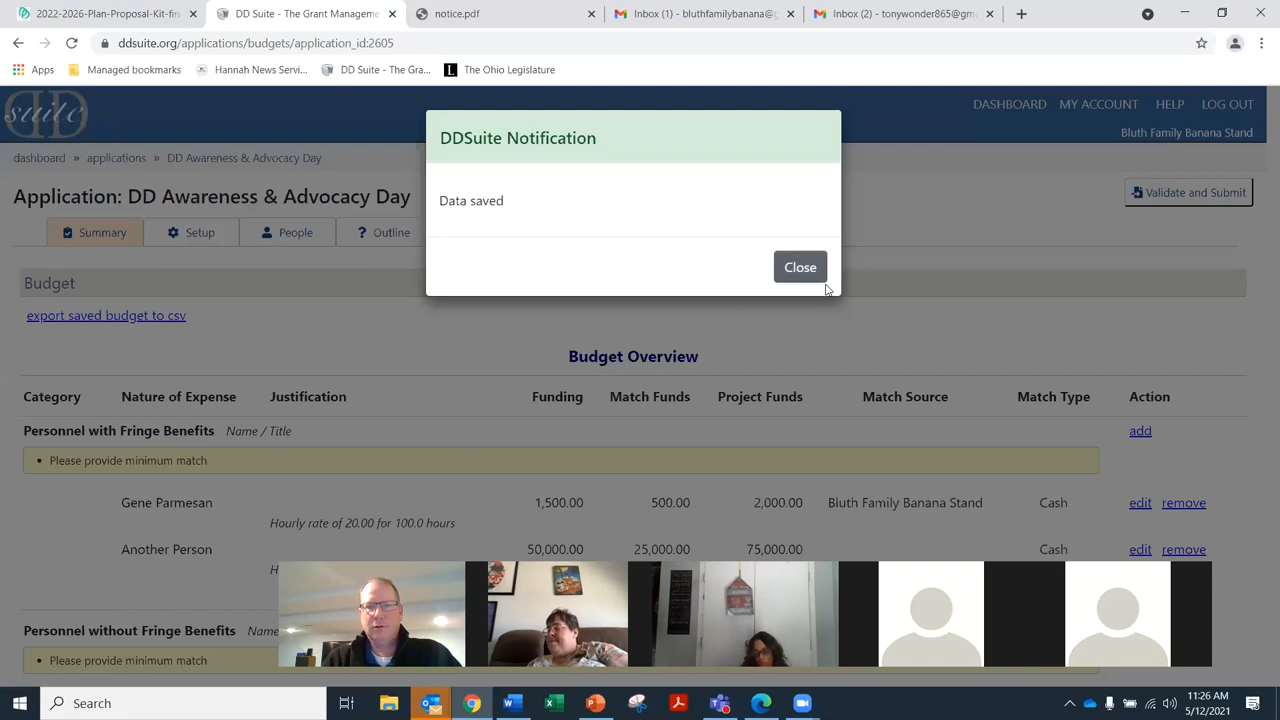 2022-2026-Plan-Proposal-Kit-fin
DD Suite - The Grant Manageme
notice.pdf
Inbox (1) - bluthfamilybanana@g
Inbox (2) - tonywonder865@gm
ddsuite.org/applications/budgets/application_id:2605
Apps
Managed bookmarks
Hannah News Servi...
DD Suite - The Gra...
The Ohio Legislature
DD suite
DASHBOARD MY ACCOUNT HELP LOG OUT
Bluth Family Banana Stand
dashboard » applications » DD Awareness & Advocacy Day
DDSuite Notification
Data saved
Close
Application: DD Awareness & Advocacy Day
Validate and Submit
Summary Setup People ? Outline
Budget
export saved budget to csv
Budget Overview
Category Nature of Expense Justification Funding Match Funds Project Funds Match Source Match Type Action
Personnel with Fringe Benefits Name / Title add
• Please provide minimum match
Gene Parmesan 1,500.00 500.00 2,000.00 Bluth Family Banana Stand Cash edit remove
Hourly rate of 20.00 for 100.0 hours
Another Person 50,000.00 25,000.00 75,000.00 Cash edit remove
H
Personnel without Fringe Benefits Name
• Please provide minimum match
Search
11:26 AM
5/12/2021